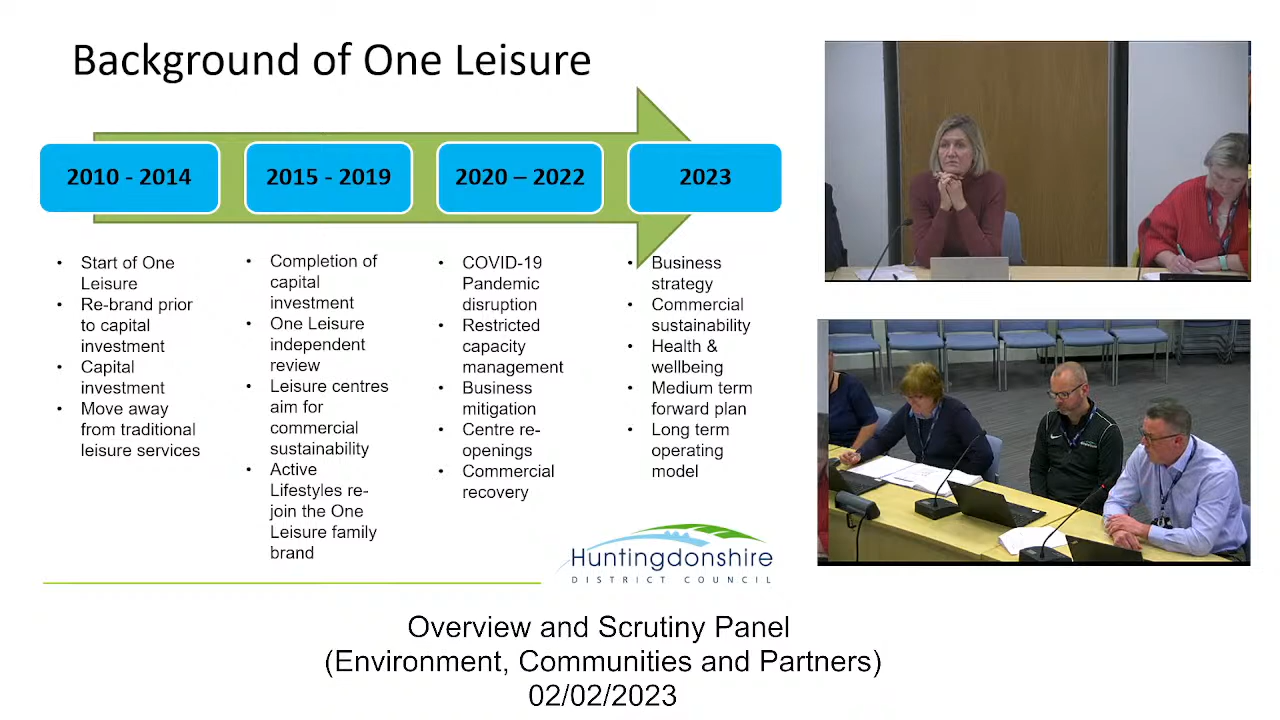 Background of One Leisure
2010 - 2014
2015 - 2019
2020 – 2022
2023
• Start of One
Leisure
• Re-brand prior
to capital
investment
• Capital
investment
• Move away
from traditional
leisure services
• Completion of
capital
investment
• One Leisure
independent
review
• Leisure centres
aim for
commercial
sustainability
• Active
Lifestyles re-
join the One
Leisure family
brand
• COVID-19
Pandemic
disruption
• Restricted
capacity
management
• Business
mitigation
• Centre re-
openings
• Commercial
recovery
• Business
strategy
• Commercial
sustainability
• Health &
wellbeing
• Medium term
forward plan
• Long term
operating
model
Huntingdonshire
DISTRICT COUNCIL
Overview and Scrutiny Panel
(Environment, Communities and Partners)
02/02/2023